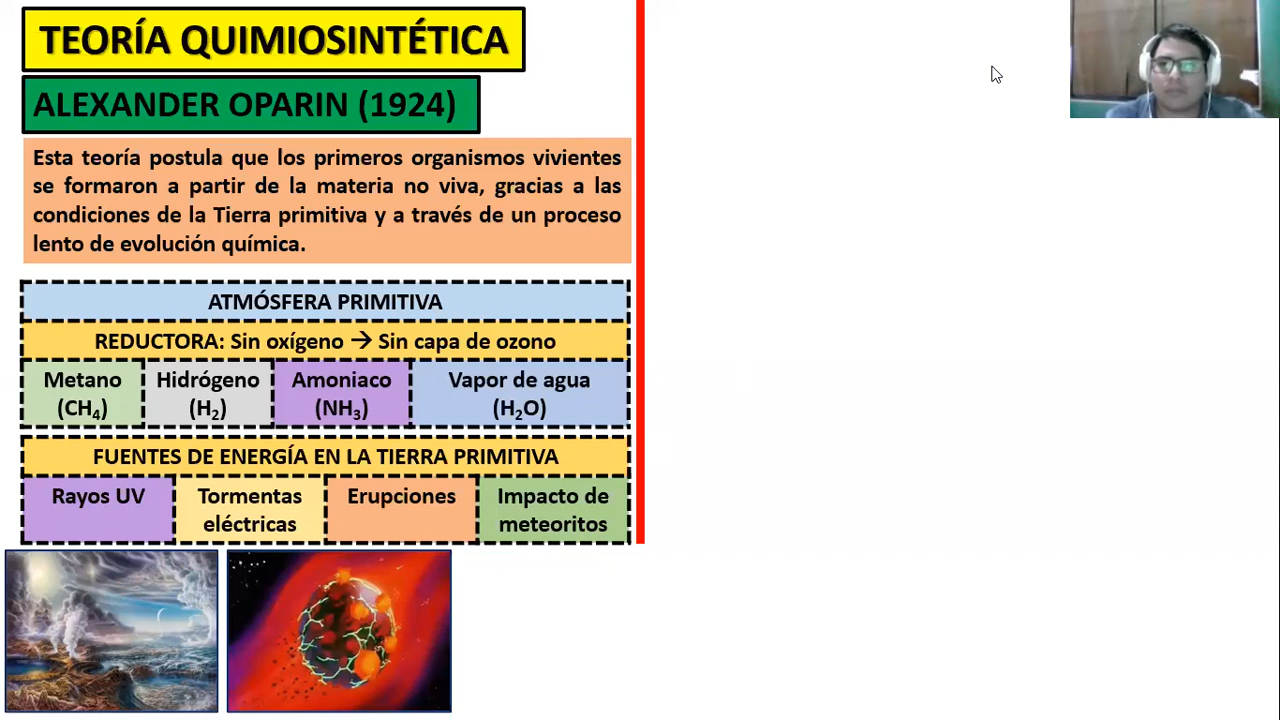 TEORÍA QUIMIOSINTÉTICA
ALEXANDER OPARIN (1924)
Esta teoría postula que los primeros organismos vivientes
se formaron a partir de la materia no viva, gracias a las
condiciones de la Tierra primitiva y a través de un proceso
lento de evolución química.
ATMÓSFERA PRIMITIVA
REDUCTORA: Sin oxígeno → Sin capa de ozono
Metano
(CH₄)
Hidrógeno
(H₂)
Amoniaco
(NH₃)
Vapor de agua
(H₂O)
FUENTES DE ENERGÍA EN LA TIERRA PRIMITIVA
Rayos UV
Tormentas
eléctricas
Erupciones
Impacto de
meteoritos